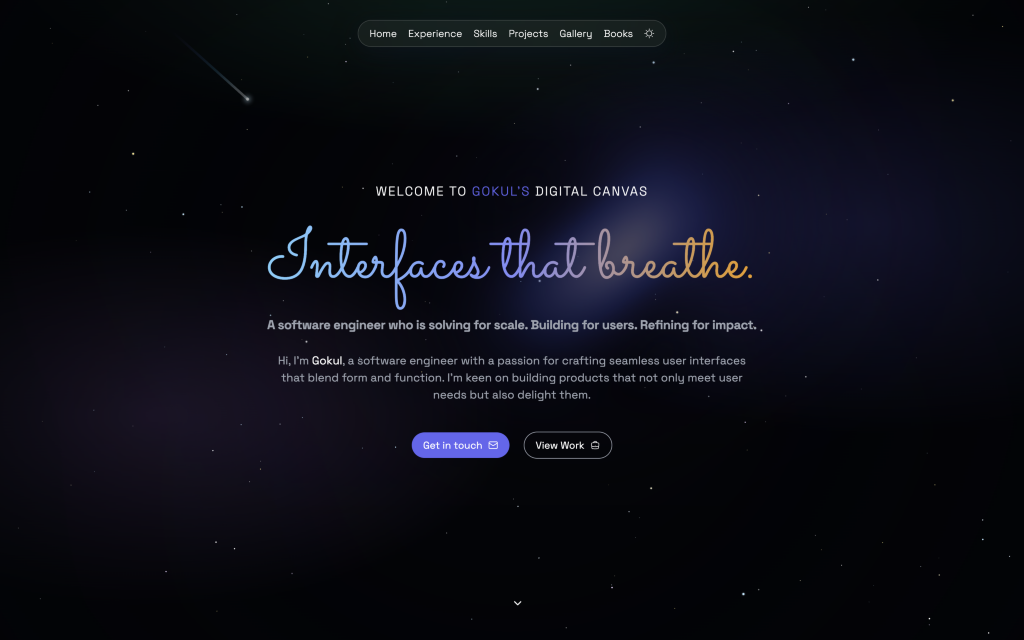 Home Experience Skills Projects Gallery Books
WELCOME TO GOKUL'S DIGITAL CANVAS
Interfaces that breathe.
A software engineer who is solving for scale. Building for users. Refining for impact.
Hi, I'm Gokul, a software engineer with a passion for crafting seamless user interfaces
that blend form and function. I'm keen on building products that not only meet user
needs but also delight them.
Get in touch View Work